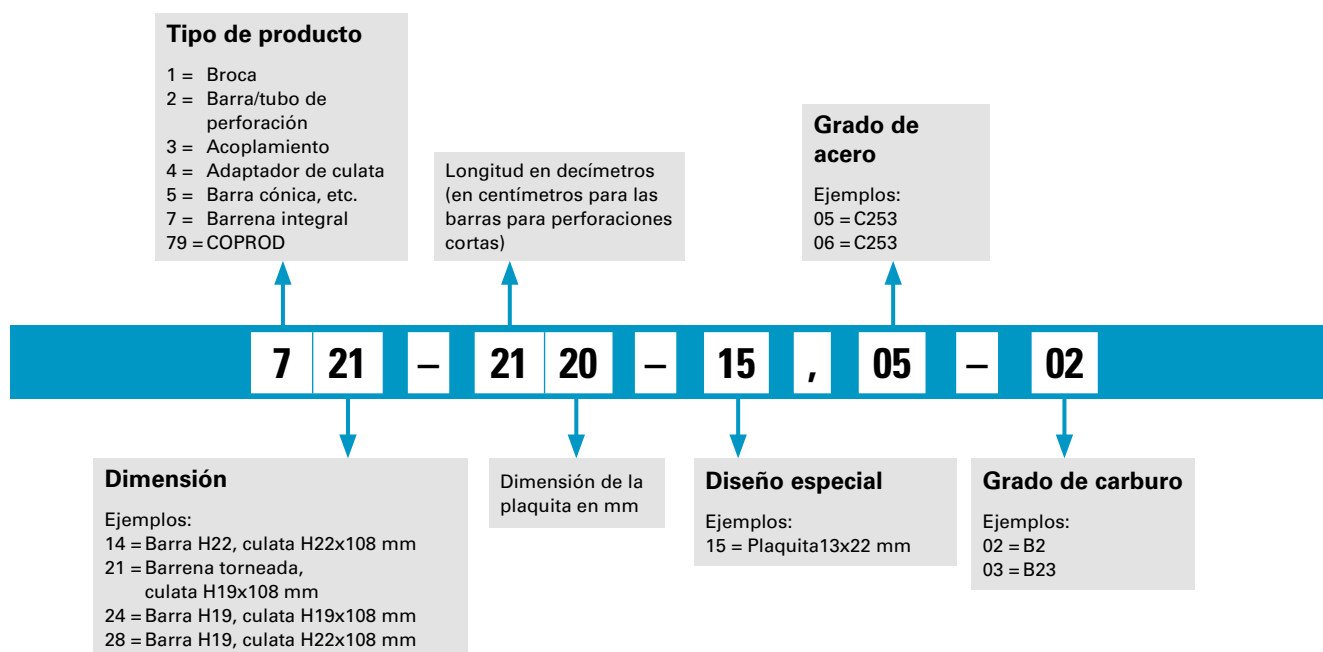 Tipo de producto
1 = Broca
2 = Barra/tubo de
perforación
3 = Acoplamiento
4 = Adaptador de culata
5 = Barra cónica, etc.
7 = Barrena integral
79 = COPROD
Longitud en decímetros
(en centímetros para las
barras para perforaciones
cortas)
Grado de
acero
Ejemplos:
05 = C253
06 = C253
7 21 – 21 20 – 15 , 05 – 02
Dimensión
Ejemplos:
14 = Barra H22, culata H22x108 mm
21 = Barrena torneada,
culata H19x108 mm
24 = Barra H19, culata H19x108 mm
28 = Barra H19, culata H22x108 mm
Dimensión de la
plaquita en mm
Diseño especial
Ejemplos:
15 = Plaquita13x22 mm
Grado de carburo
Ejemplos:
02 = B2
03 = B23